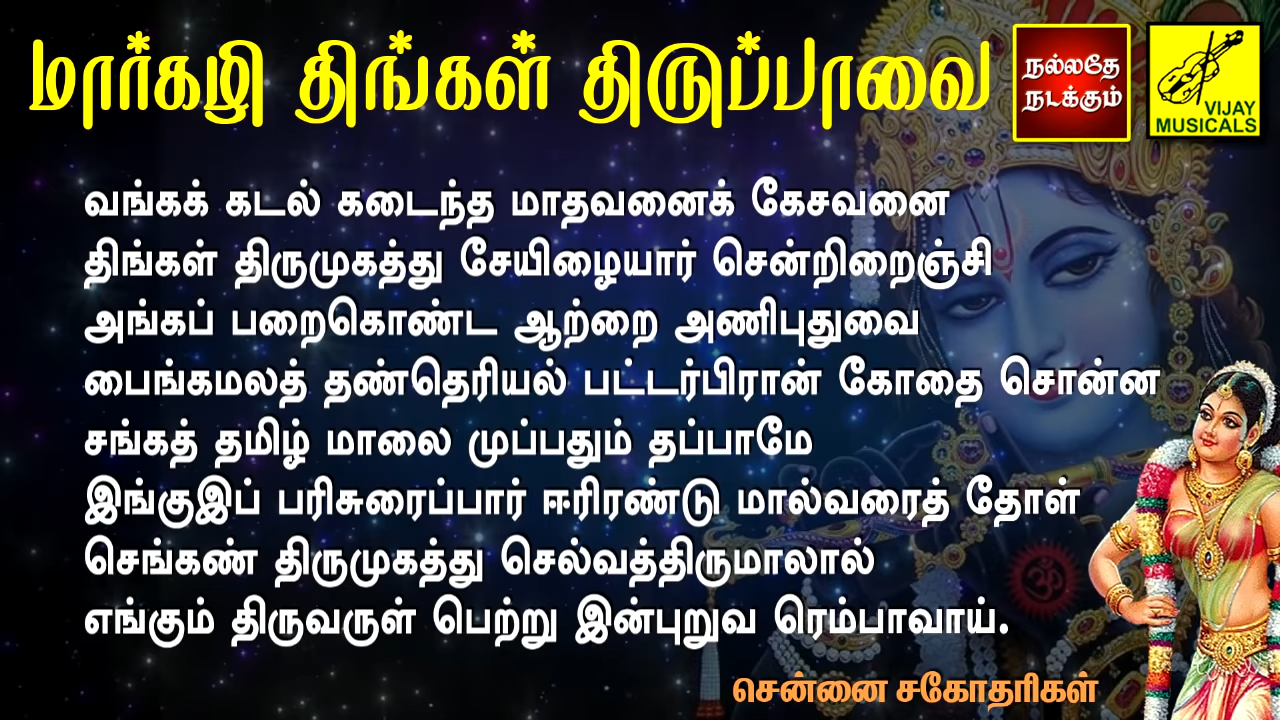 மார்கழி திங்கள் திருப்பாவை
நல்லதே
நடக்கும்
VIJAY
MUSICALS
வங்கக் கடல் கடைந்த மாதவனைக் கேசவனை
திங்கள் திருமுகத்து சேயிழையார் சென்றிறைஞ்சி
அங்கப் பறைகொண்ட ஆற்றை அணிபுதுவை
பைங்கமலத் தண்தெரியல் பட்டர்பிரான் கோதை சொன்ன
சங்கத் தமிழ் மாலை முப்பதும் தப்பாமே
இங்குஇப் பரிசுரைப்பார் ஈரிரண்டு மால்வரைத் தோள்
செங்கண் திருமுகத்து செல்வத்திருமாலால்
எங்கும் திருவருள் பெற்று இன்புறுவ ரெம்பாவாய்.
சென்னை சகோதரிகள்
ௐ